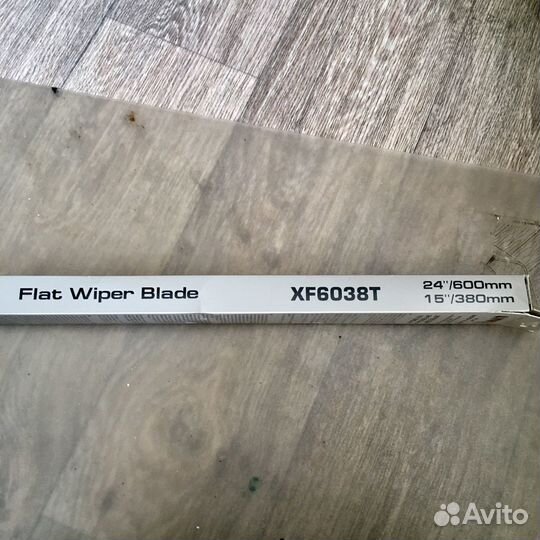 Flat Wiper Blade XF6038T 24"/600mm
15"/380mm
Avito